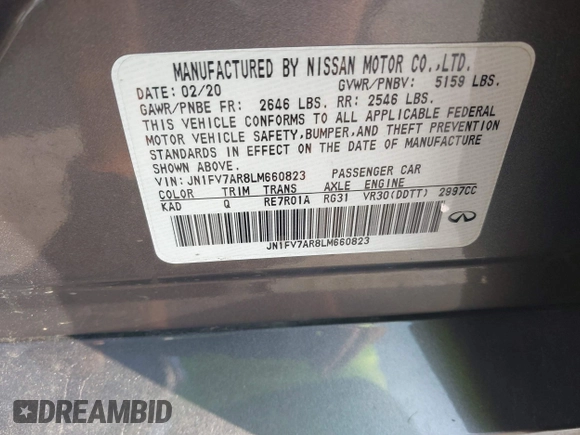 MANUFACTURED BY NISSAN MOTOR CO.,LTD.
DATE: 02/20 GVWR/PNBV: 5159 LBS.
GAWR/PNBE FR: 2646 LBS. RR: 2546 LBS.
THIS VEHICLE CONFORMS TO ALL APPLICABLE FEDERAL
MOTOR VEHICLE SAFETY,BUMPER,AND THEFT PREVENTION
STANDARDS IN EFFECT ON THE DATE OF MANUFACTURE
SHOWN ABOVE.
VIN: JN1FV7AR8LM660823 PASSENGER CAR
COLOR TRIM TRANS AXLE ENGINE
KAD Q RE7R01A RG31 VR30(DDTT) 2997CC
JN1FV7AR8LM660823
DREAMBID